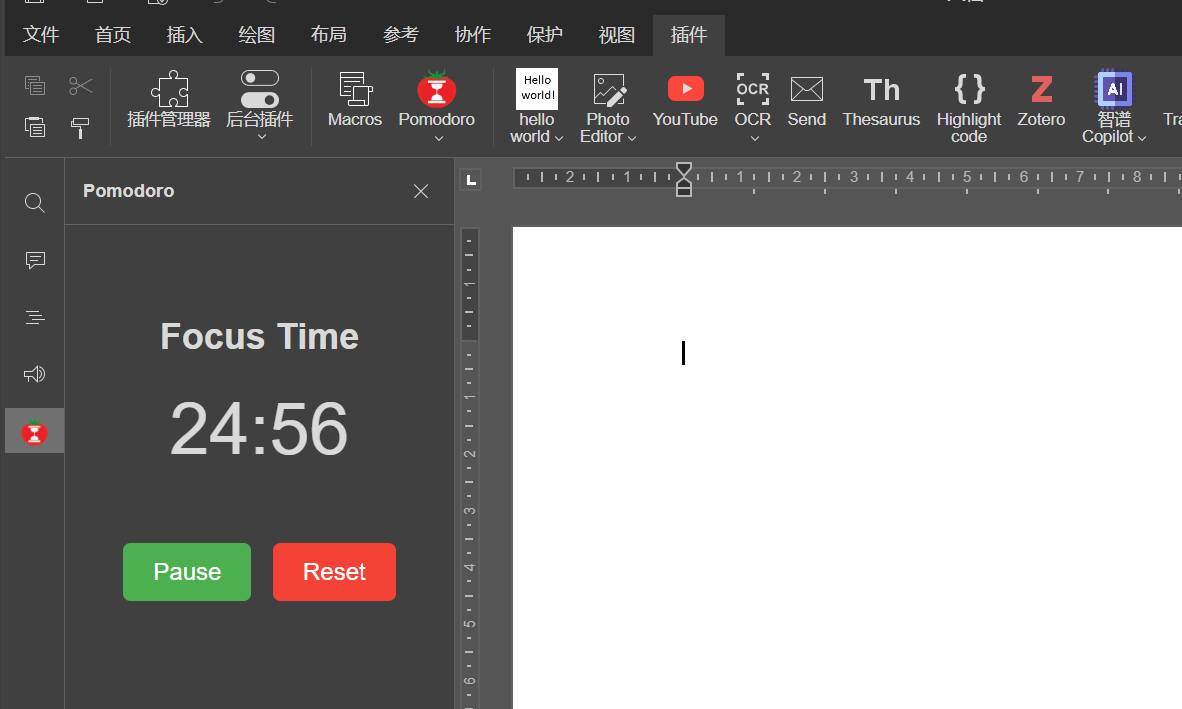 文件 首页 插入 绘图 布局 参考 协作 保护 视图 插件
Hello world!
OCR
Th
{}
Z
AI
插件管理器 后台插件 Macros Pomodoro hello world Photo Editor YouTube OCR Send Thesaurus Highlight code Zotero 智谱 Copilot
Pomodoro
L
2 1 1 2 3 4 5 6 7 8
Focus Time
24:56
Pause Reset
1
1
2
3
4
5
6